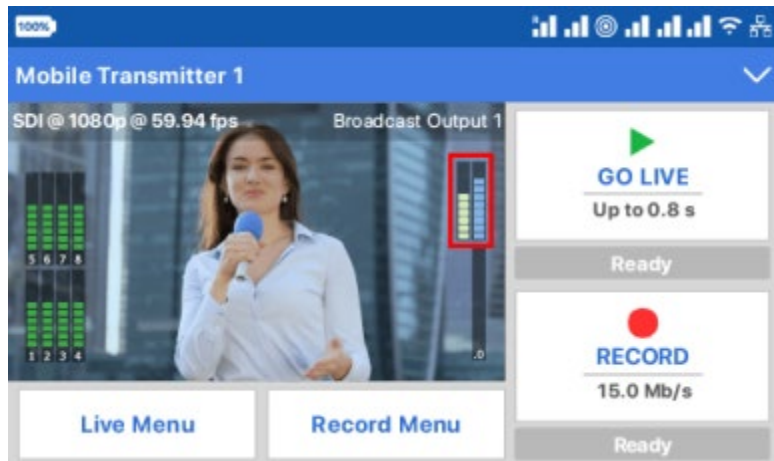 100%
Mobile Transmitter 1
SDI @ 1080p @ 59.94 fps
Broadcast Output 1
5 6 7 8
1 2 3 4
.0
GO LIVE
Up to 0.8 s
Ready
RECORD
15.0 Mb/s
Ready
Live Menu
Record Menu